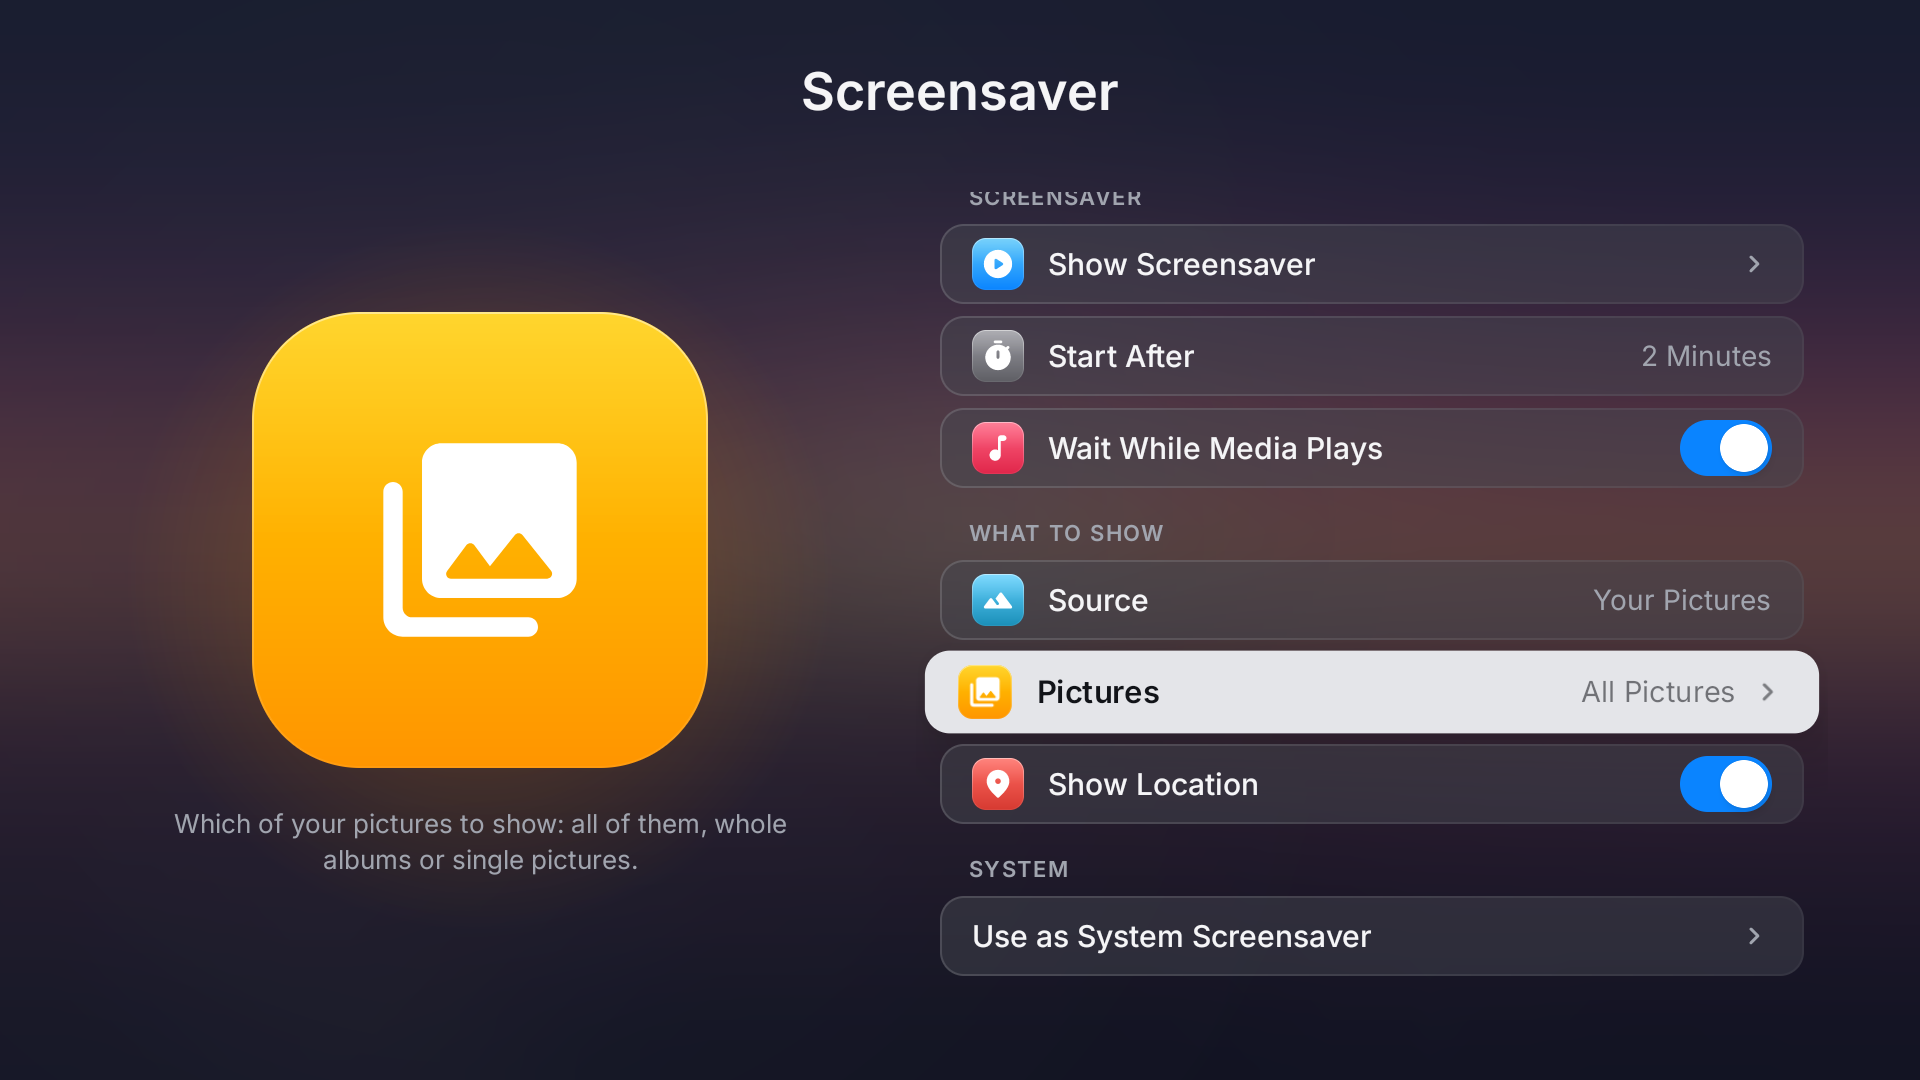 Screensaver
SCREENSAVER
Show Screensaver
Start After
2 Minutes
Wait While Media Plays
WHAT TO SHOW
Source
Your Pictures
Pictures
All Pictures
Show Location
SYSTEM
Use as System Screensaver
Which of your pictures to show: all of them, whole
albums or single pictures.